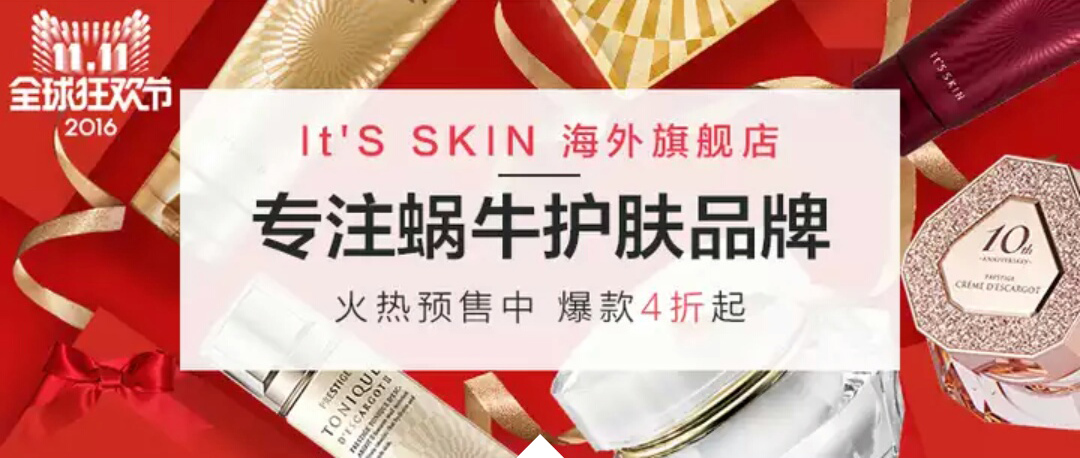 11.11
全球狂欢节
2016
It'S SKIN 海外旗舰店
专注蜗牛护肤品牌
火热预售中 爆款4折起
It'S SKIN
10th
ANNIVERSARY
PRESTIGE
CRÈME D'ESCARGOT
PRESTIGE
TONIQUE
D'ESCARGOT II